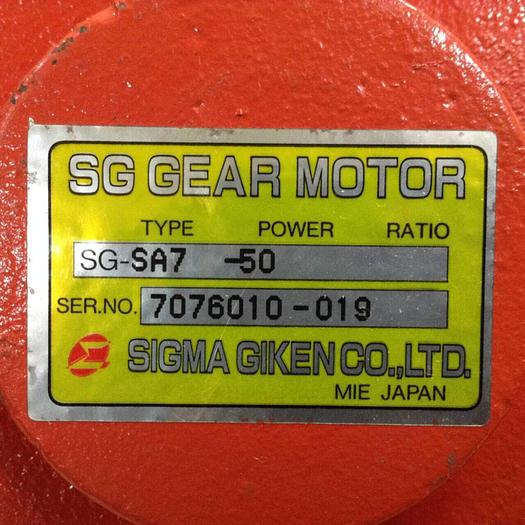 SG GEAR MOTOR
TYPE POWER RATIO
SG-SA7 -50
SER.NO. 7076010-019
SIGMA GIKEN CO.,LTD.
MIE JAPAN